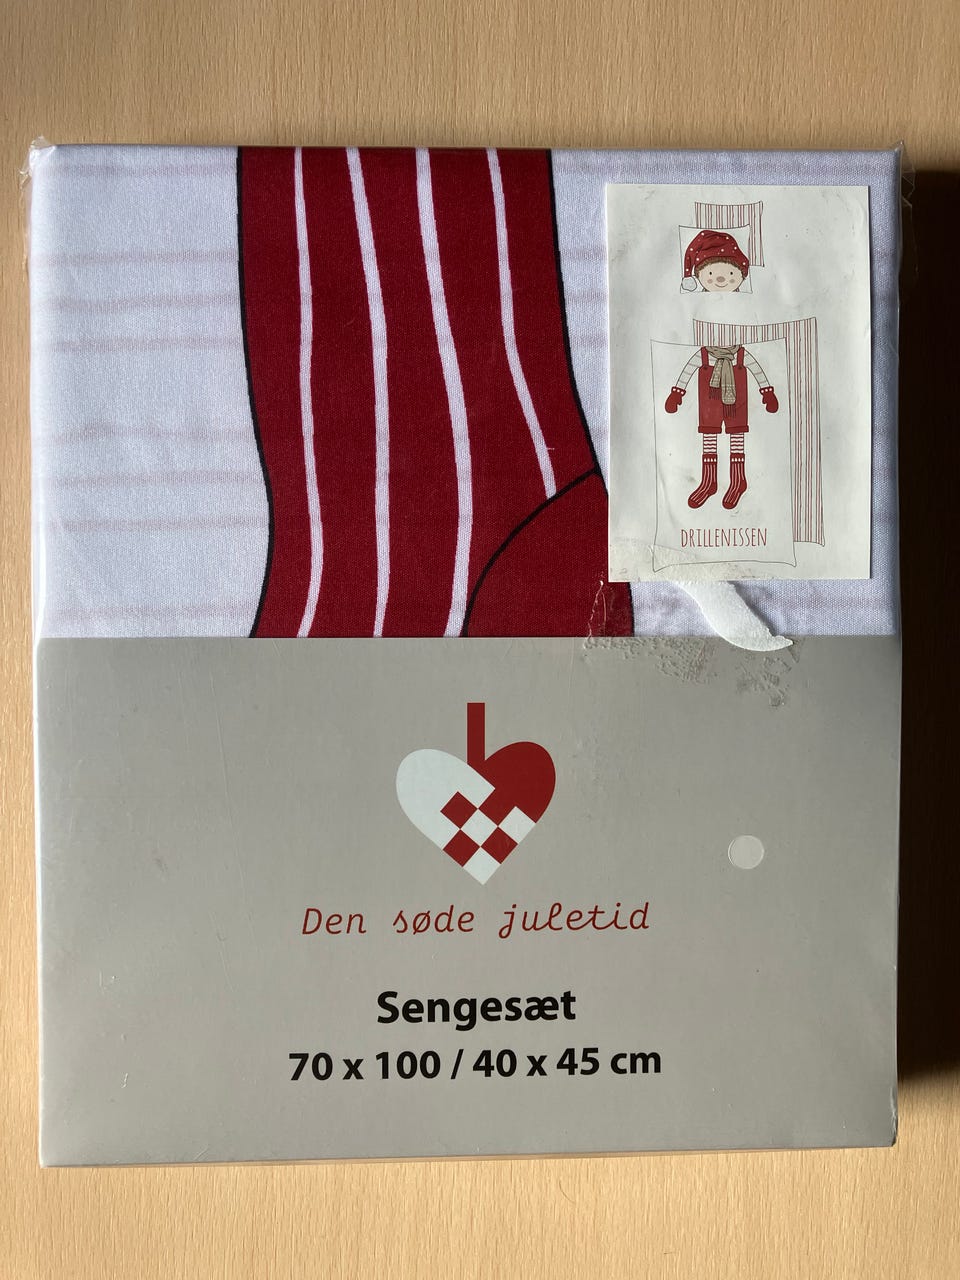 DRILLENISSEN
Den søde juletid
Sengesæt
70 x 100 / 40 x 45 cm